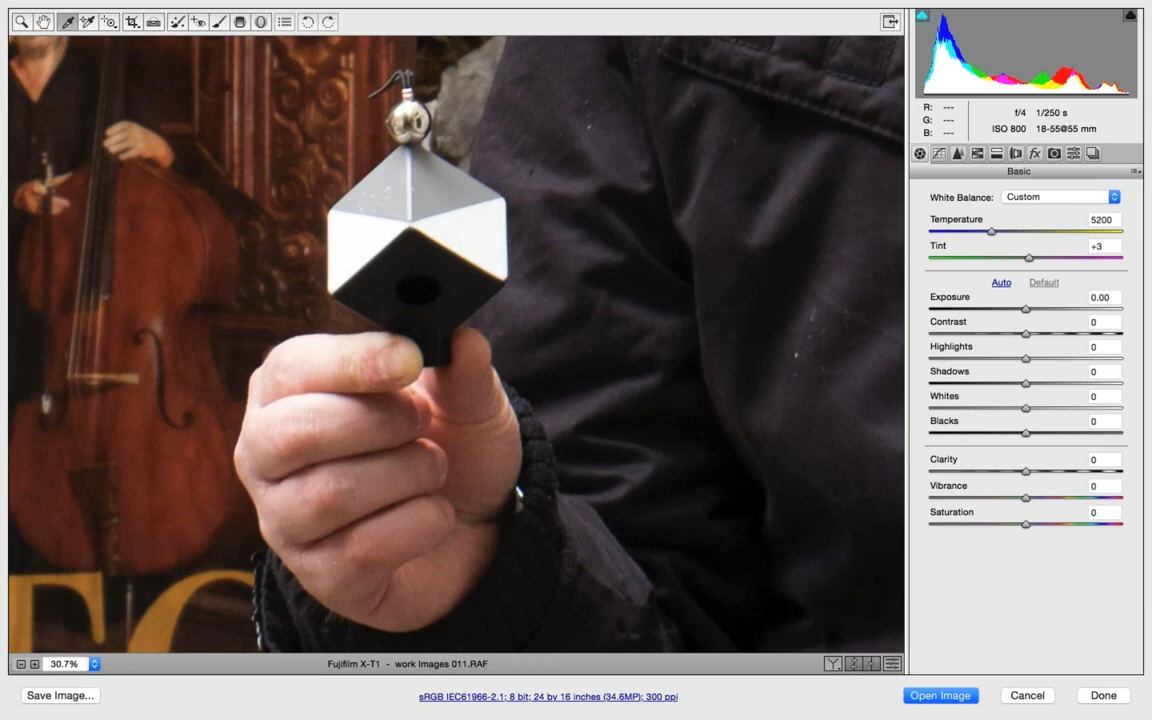 R: ---
G: ---
B: ---
f/4 1/250 s
ISO 800 18-55@55 mm
fx
Basic
White Balance: Custom
Temperature 5200
Tint +3
Auto Default
Exposure 0.00
Contrast 0
Highlights 0
Shadows 0
Whites 0
Blacks 0
Clarity 0
Vibrance 0
Saturation 0
30.7%
Fujifilm X-T1 - work Images 011.RAF
Y
Save Image...
sRGB IEC61966-2.1; 8 bit; 24 by 16 inches (34.6MP); 300 ppi
Open Image
Cancel
Done